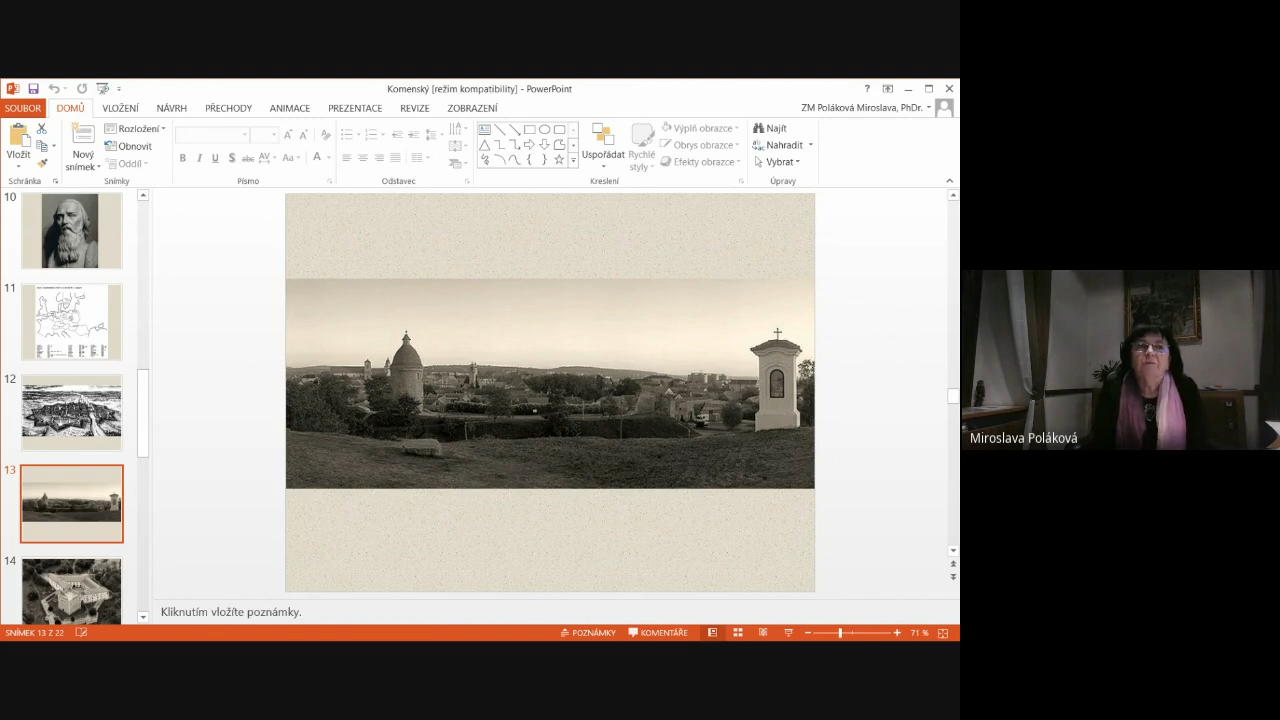 Komenský [režim kompatibility] - PowerPoint
?
SOUBOR DOMŮ VLOŽENÍ NÁVRH PŘECHODY ANIMACE PREZENTACE REVIZE ZOBRAZENÍ ZM Poláková Miroslava, PhDr.
Vložit
Nový snímek
Rozložení
Obnovit
Oddíl
B I U S abc AV Aa A
Uspořádat
Rychlé styly
Výplň obrazce
Obrys obrazce
Efekty obrazce
Najít
Nahradit
Vybrat
Schránka Snímky Písmo Odstavec Kreslení Úpravy
10
11
12
13
14
Miroslava Poláková
Kliknutím vložíte poznámky.
SNÍMEK 13 Z 22 POZNÁMKY KOMENTÁŘE 71 %